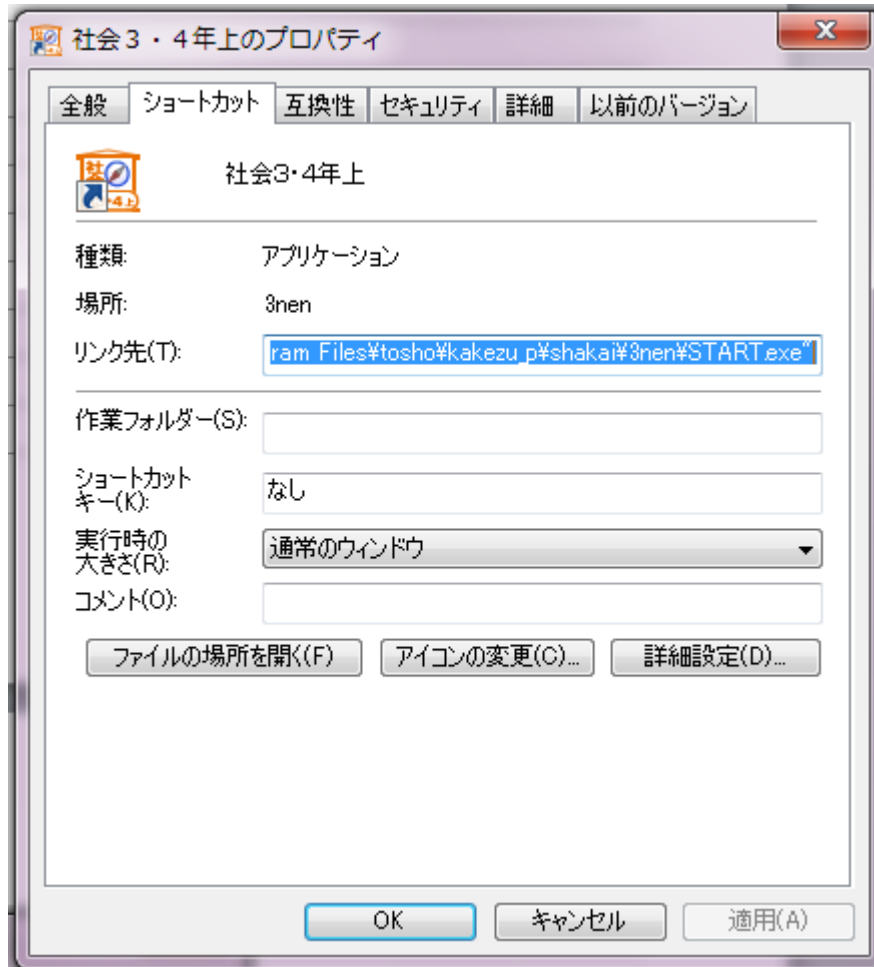 社会３・４年上のプロパティ
全般 ショートカット 互換性 セキュリティ 詳細 以前のバージョン
社会3・4年上
種類: アプリケーション
場所: 3nen
リンク先(T): ram Files¥tosho¥kakezu_p¥shakai¥3nen¥START.exe"
作業フォルダー(S):
ショートカット
キー(K): なし
実行時の
大きさ(R): 通常のウィンドウ
コメント(O):
ファイルの場所を開く(F) アイコンの変更(C)... 詳細設定(D)...
OK キャンセル 適用(A)